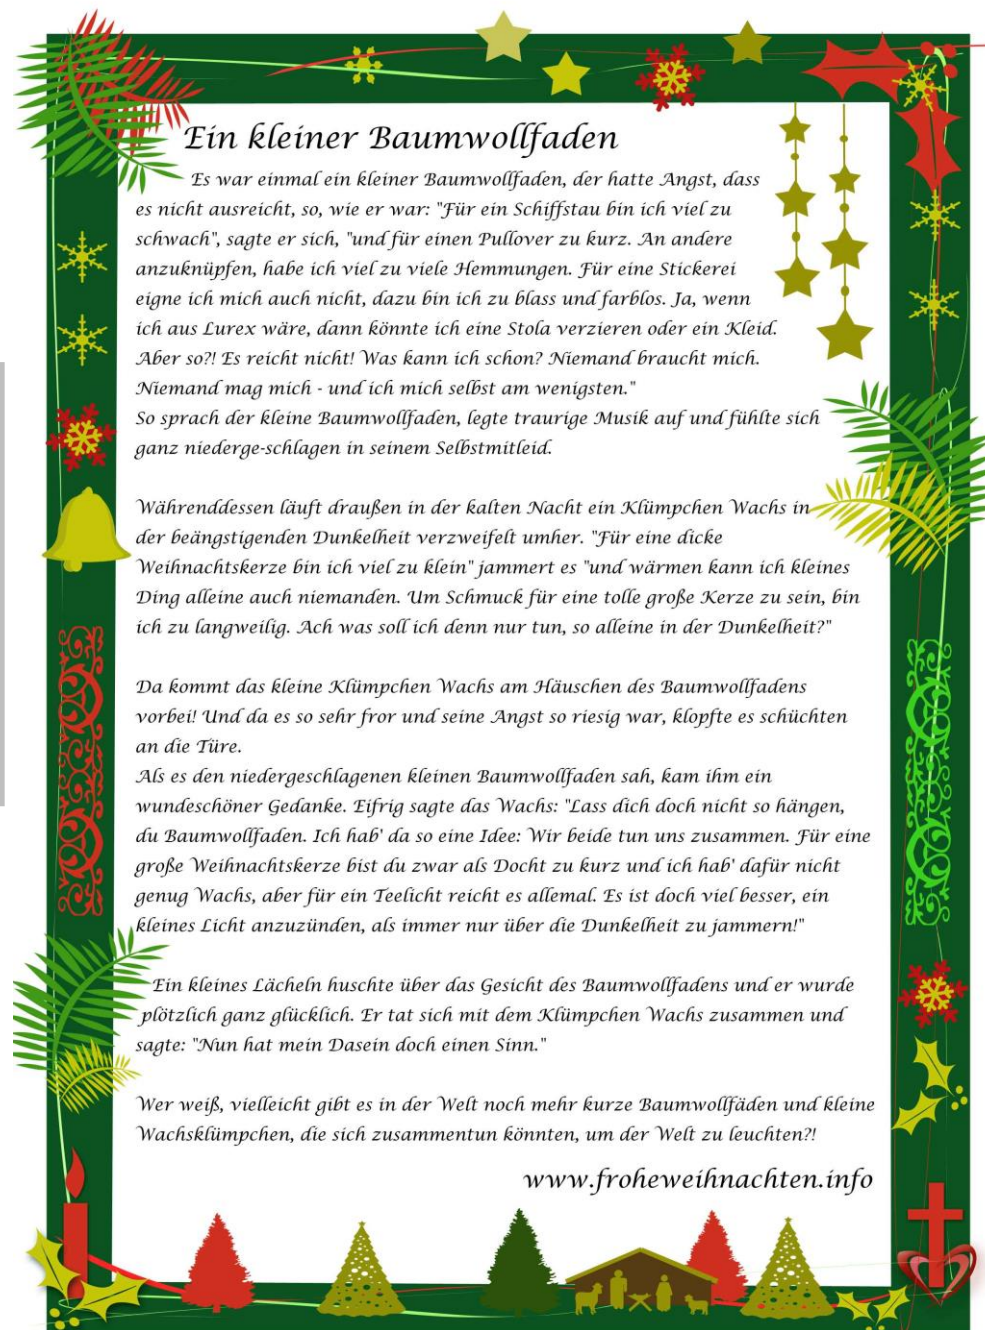 Ein kleiner Baumwollfaden
Es war einmal ein kleiner Baumwollfaden, der hatte Angst, dass
es nicht ausreicht, so, wie er war: "Für ein Schiffstau bin ich viel zu
schwach", sagte er sich, "und für einen Pullover zu kurz. An andere
anzuknüpfen, habe ich viel zu viele Hemmungen. Für eine Stickerei
eigne ich mich auch nicht, dazu bin ich zu blass und farblos. Ja, wenn
ich aus Lurex wäre, dann könnte ich eine Stola verzieren oder ein Kleid.
Aber so?! Es reicht nicht! Was kann ich schon? Niemand braucht mich.
Niemand mag mich - und ich mich selbst am wenigsten."
So sprach der kleine Baumwollfaden, legte traurige Musik auf und fühlte sich
ganz niederge-schlagen in seinem Selbstmitleid.
Währenddessen läuft draußen in der kalten Nacht ein Klümpchen Wachs in
der beängstigenden Dunkelheit verzweifelt umher. "Für eine dicke
Weihnachtskerze bin ich viel zu klein" jammert es "und wärmen kann ich kleines
Ding alleine auch niemanden. Um Schmuck für eine tolle große Kerze zu sein, bin
ich zu langweilig. Ach was soll ich denn nur tun, so alleine in der Dunkelheit?"
Da kommt das kleine Klümpchen Wachs am Häuschen des Baumwollfadens
vorbei! Und da es so sehr fror und seine Angst so riesig war, klopfte es schüchten
an die Türe.
Als es den niedergeschlagenen kleinen Baumwollfaden sah, kam ihm ein
wundeschöner Gedanke. Eifrig sagte das Wachs: "Lass dich doch nicht so hängen,
du Baumwollfaden. Ich hab' da so eine Idee: Wir beide tun uns zusammen. Für eine
große Weihnachtskerze bist du zwar als Docht zu kurz und ich hab' dafür nicht
genug Wachs, aber für ein Teelicht reicht es allemal. Es ist doch viel besser, ein
kleines Licht anzuzünden, als immer nur über die Dunkelheit zu jammern!"
Ein kleines Lächeln huschte über das Gesicht des Baumwollfadens und er wurde
plötzlich ganz glücklich. Er tat sich mit dem Klümpchen Wachs zusammen und
sagte: "Nun hat mein Dasein doch einen Sinn."
Wer weiß, vielleicht gibt es in der Welt noch mehr kurze Baumwollfäden und kleine
Wachsklümpchen, die sich zusammentun könnten, um der Welt zu leuchten?!
www.froheweihnachten.info